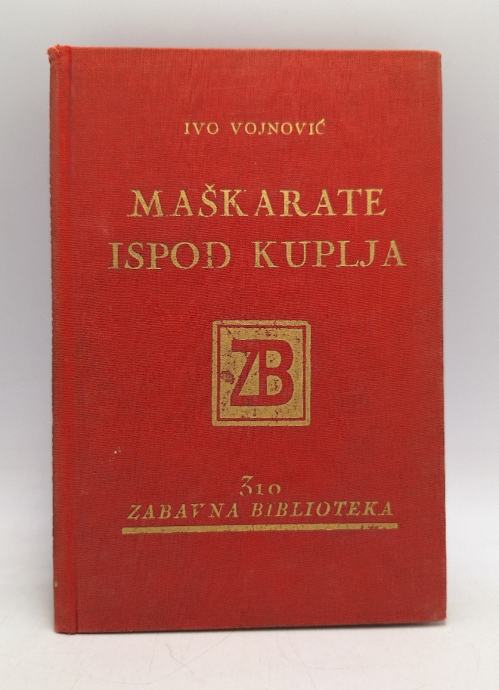 IVO VOJNOVIĆ
MAŠKARATE
ISPOD KUPLJA
ZB
310
ZABAVNA BIBLIOTEKA